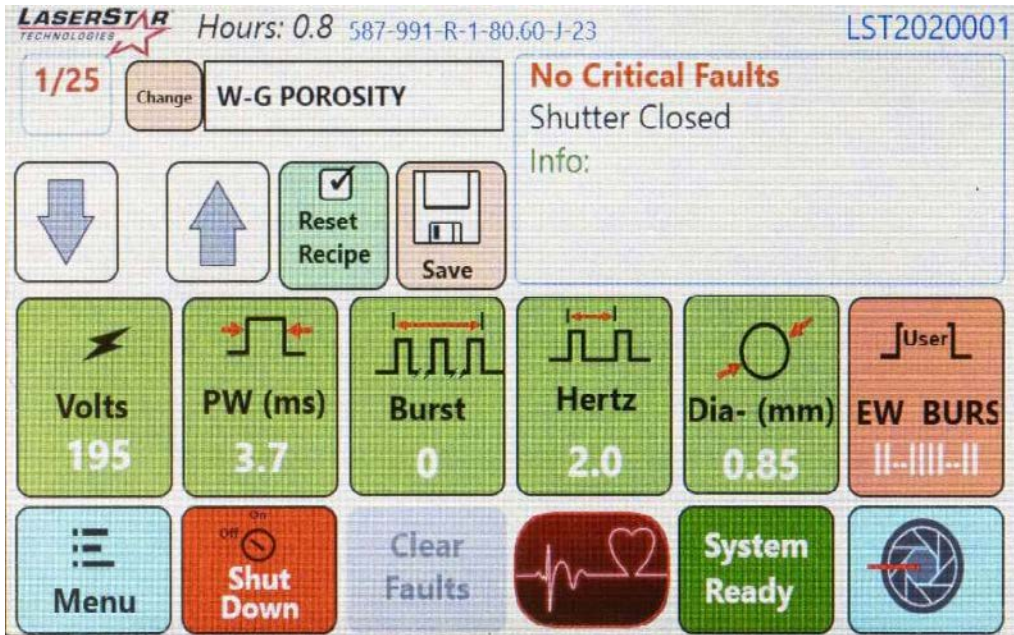 LASERSTAR
TECHNOLOGIES
Hours: 0.8
587-991-R-1-80.60-J-23
LST2020001
1/25
Change
W-G POROSITY
No Critical Faults
Shutter Closed
Info:
Reset
Recipe
Save
Volts
195
PW (ms)
3.7
Burst
0
Hertz
2.0
Dia- (mm)
0.85
User
EW BURS
||--||||--||
Menu
On
Off
Shut
Down
Clear
Faults
System
Ready